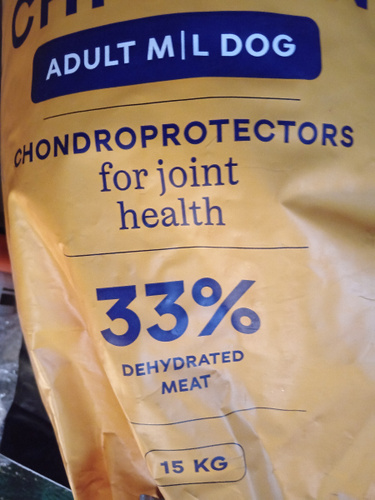 ADULT M|L DOG
CHONDROPROTECTORS
for joint
health
33%
DEHYDRATED
MEAT
15 KG